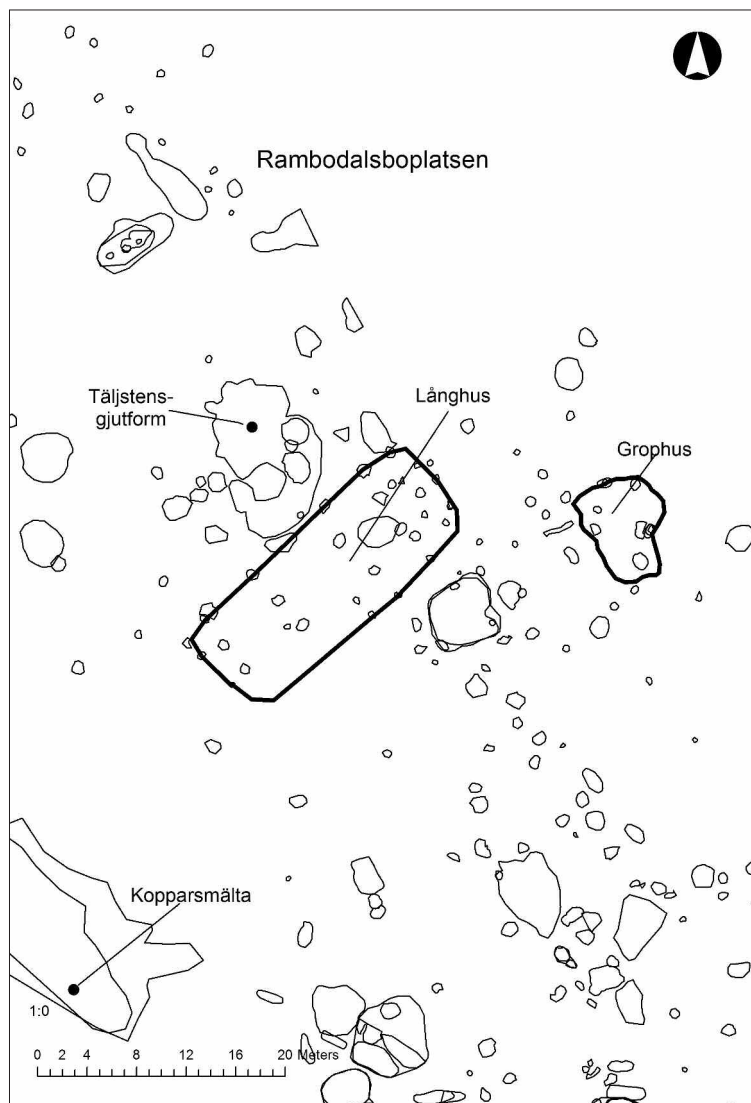 Rambodalsboplatsen
Täljstens-
gjutform
Långhus
Grophus
Kopparsmälta
1:0
0 2 4 8 12 16 20 Meters